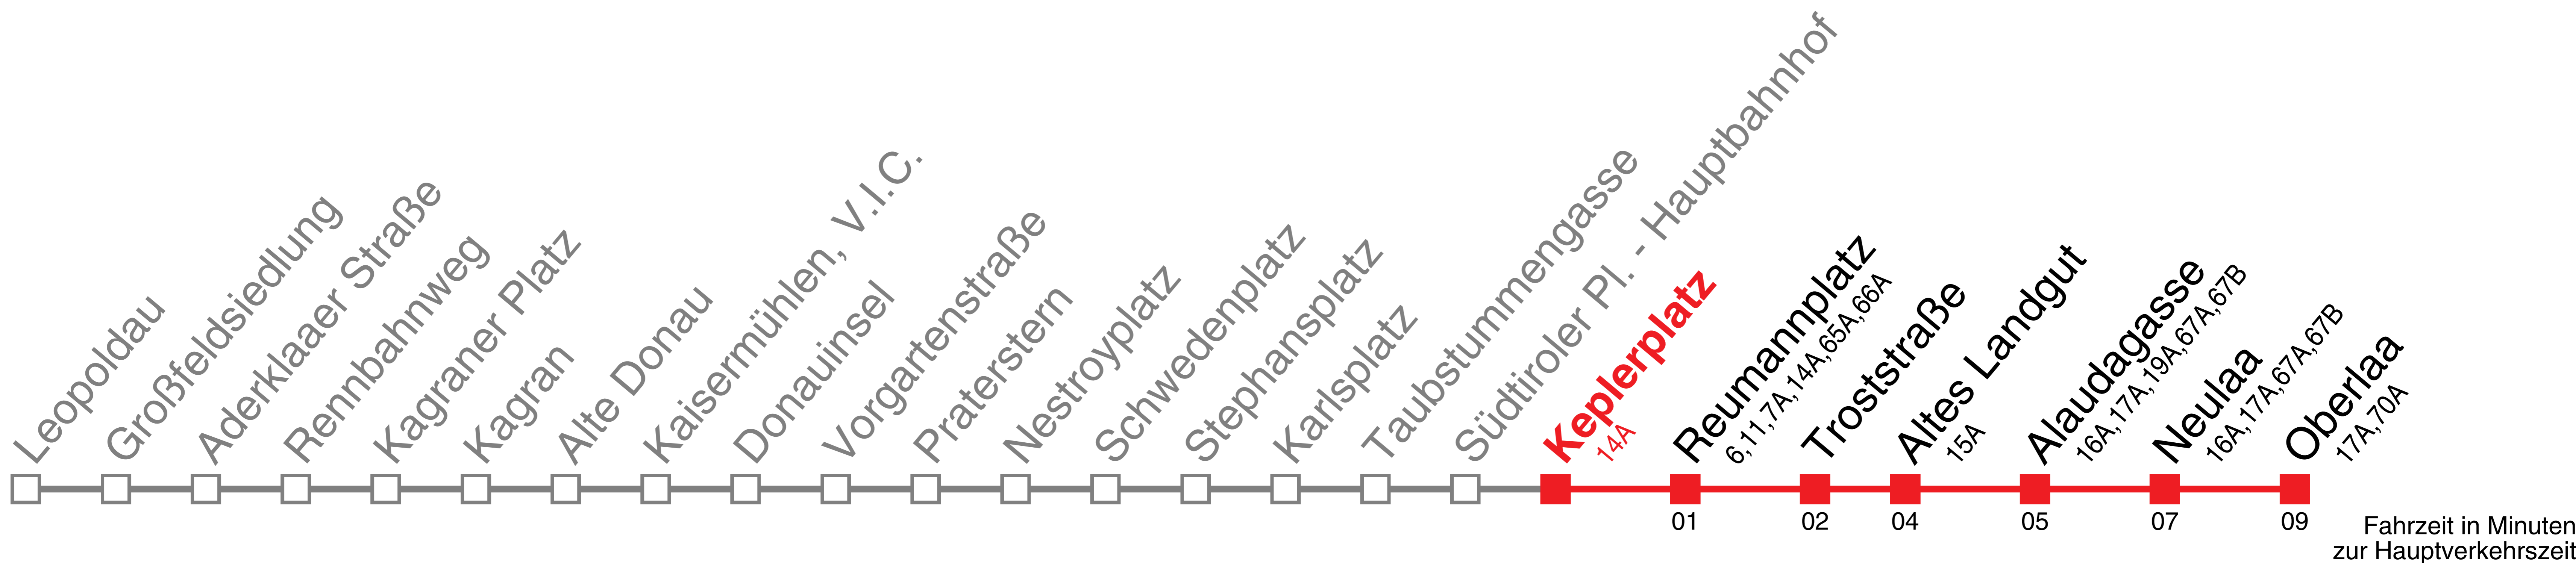 Leopoldau
Großfeldsiedlung
Aderklaaer Straße
Rennbahnweg
Kagraner Platz
Kagran
Alte Donau
Kaisermühlen, V.I.C.
Donauinsel
Vorgartenstraße
Praterstern
Nestroyplatz
Schwedenplatz
Stephansplatz
Karlsplatz
Taubstummengasse
Südtiroler Pl. - Hauptbahnhof
Keplerplatz
14A
Reumannplatz
6,11,7A,14A,65A,66A
Troststraße
Altes Landgut
15A
Alaudagasse
16A,17A,19A,67A,67B
Neulaa
16A,17A,67A,67B
Oberlaa
17A,70A
01
02
04
05
07
09
Fahrzeit in Minuten
zur Hauptverkehrszeit